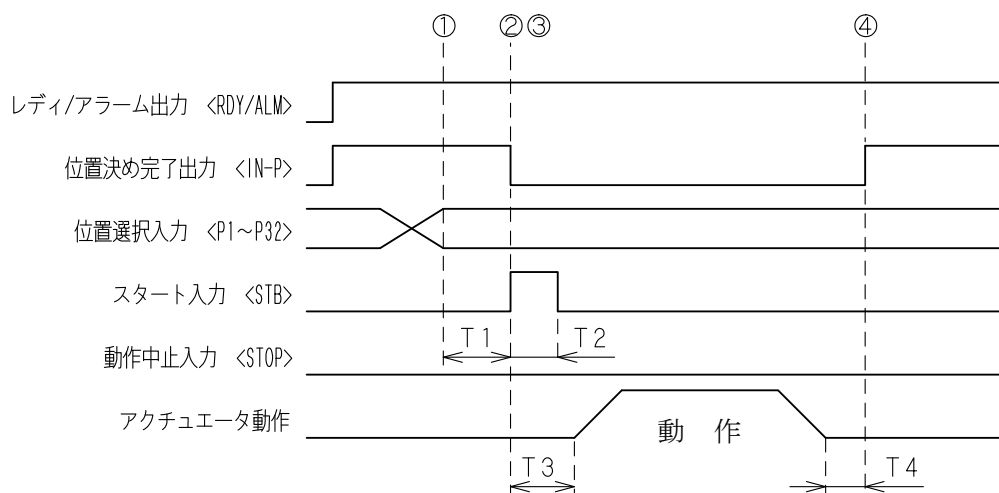 ① ②③ ④
レディ/アラーム出力 <RDY/ALM>
位置決め完了出力 <IN-P>
位置選択入力 <P1~P32>
スタート入力 <STB>
T1 T2
動作中止入力 <STOP>
アクチュエータ動作
動 作
T3 T4